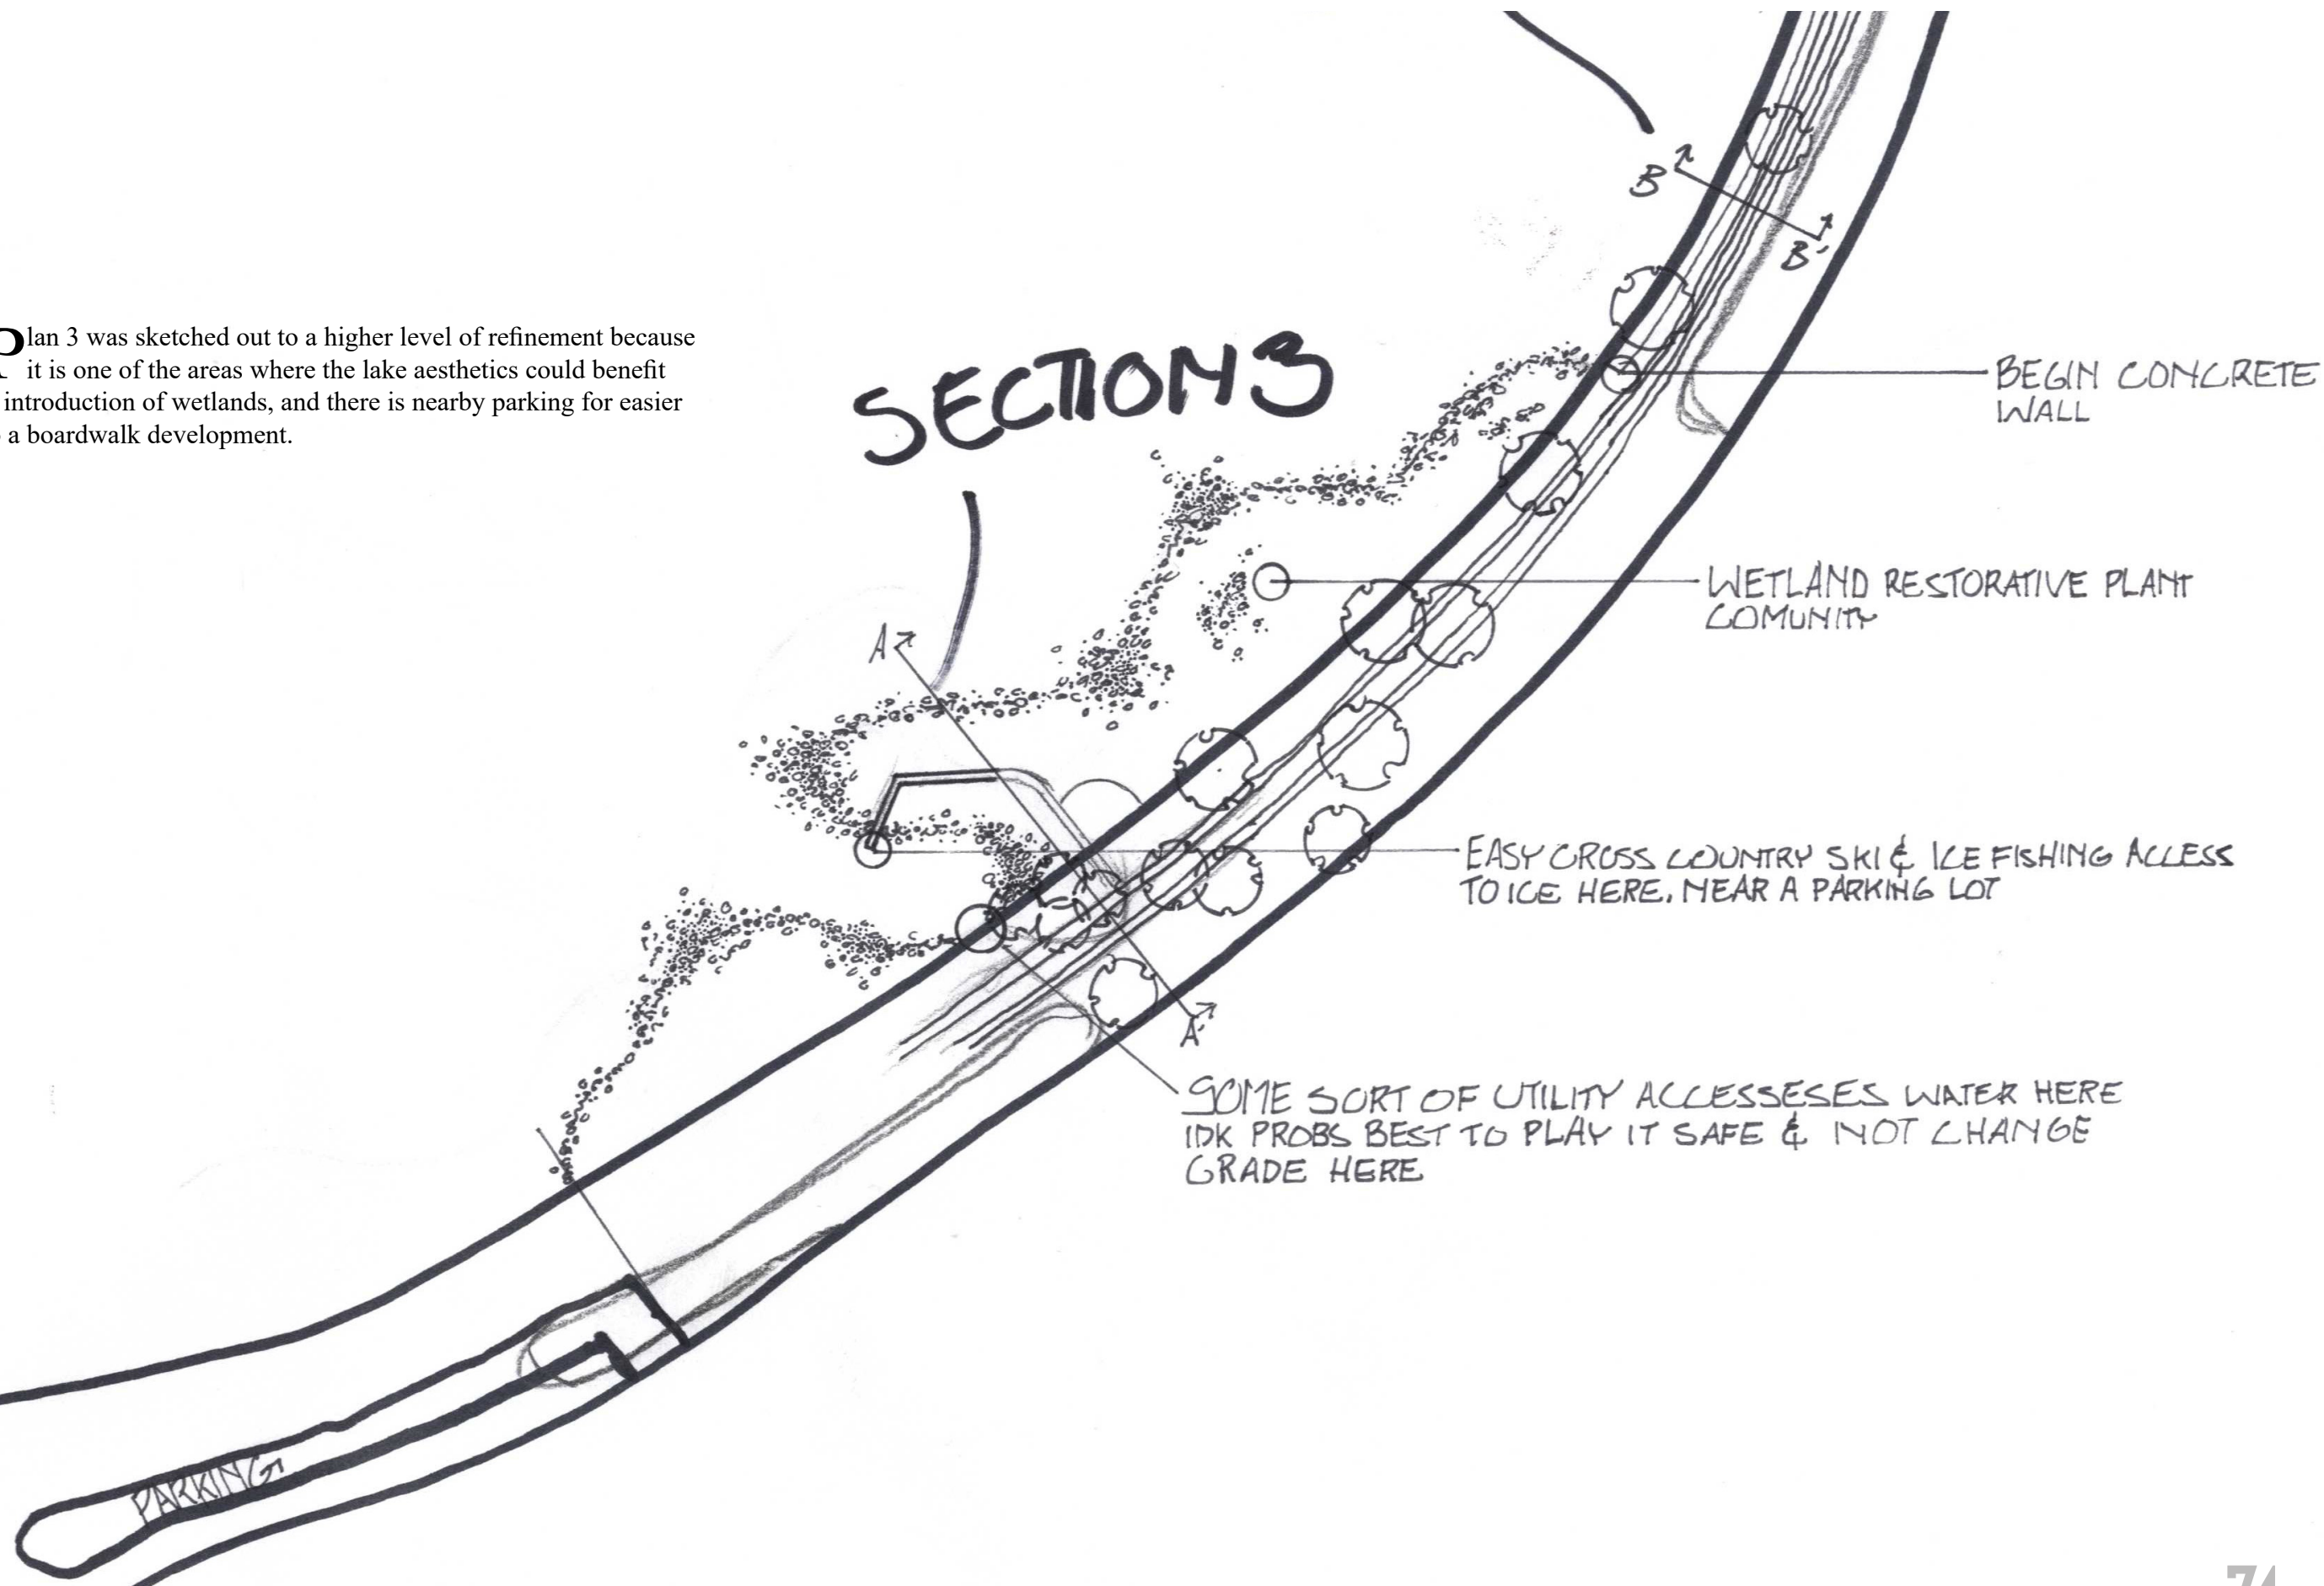 Plan 3 was sketched out to a higher level of refinement because
it is one of the areas where the lake aesthetics could benefit
introduction of wetlands, and there is nearby parking for easier
a boardwalk development.
SECTION 3
B
B'
BEGIN CONCRETE
WALL
WETLAND RESTORATIVE PLANT
COMUNITY
A
EASY CROSS COUNTRY SKI & ICE FISHING ACCESS
TO ICE HERE. NEAR A PARKING LOT
A'
SOME SORT OF UTILITY ACCESSESES WATER HERE
IDK PROBS BEST TO PLAY IT SAFE & NOT CHANGE
GRADE HERE
PARKING